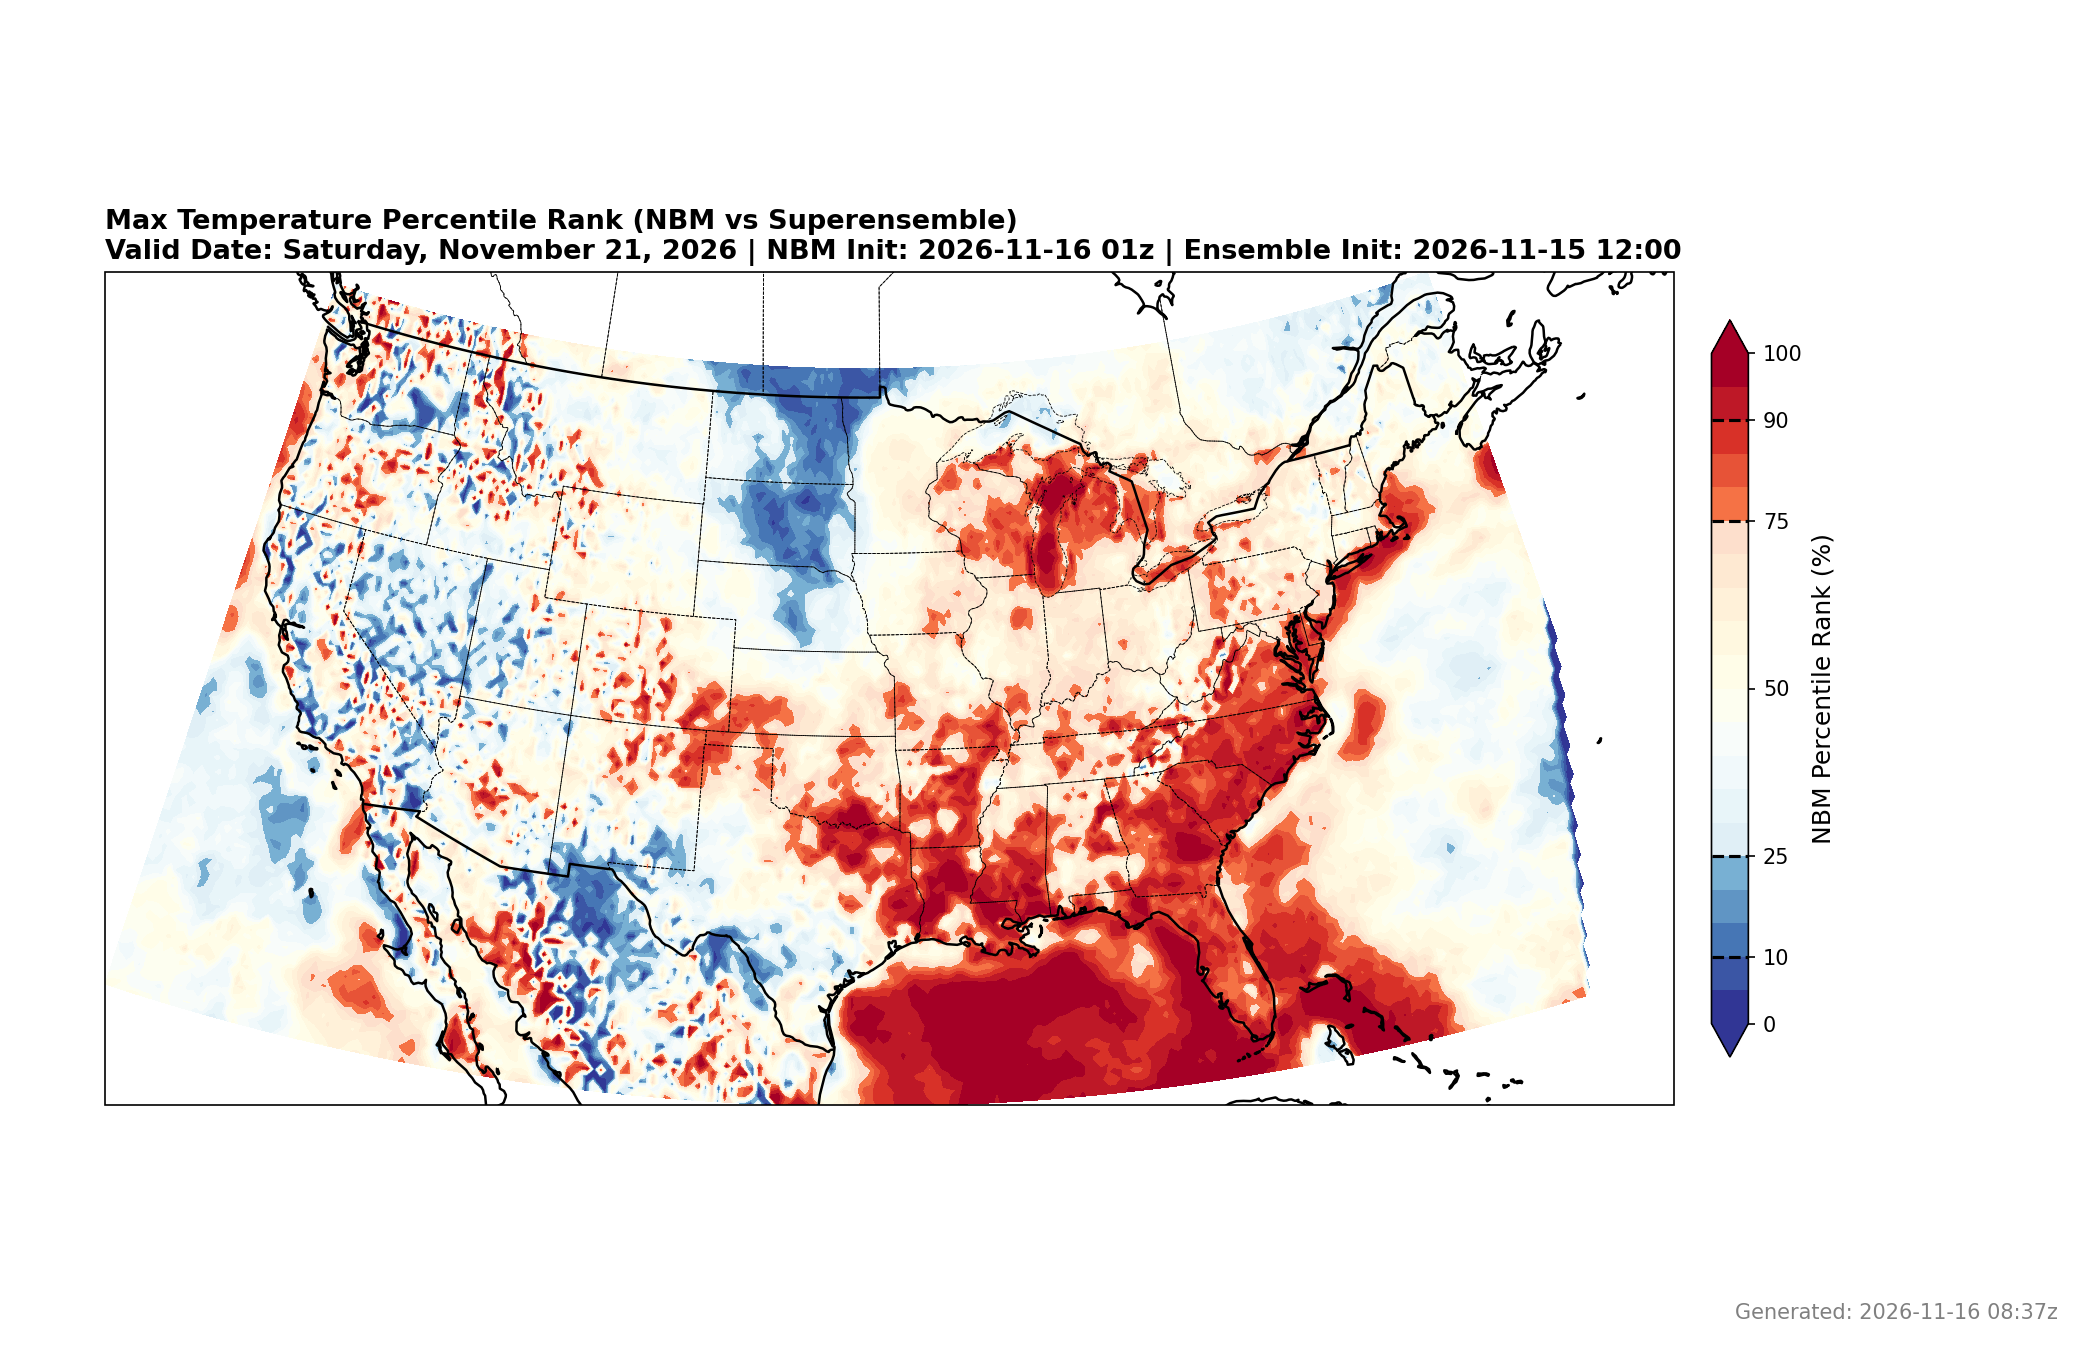 Max Temperature Percentile Rank (NBM vs Superensemble)
Valid Date: Saturday, November 21, 2026 | NBM Init: 2026-11-16 01z | Ensemble Init: 2026-11-15 12:00
100
90
75
50
25
10
0
NBM Percentile Rank (%)
Generated: 2026-11-16 08:37z